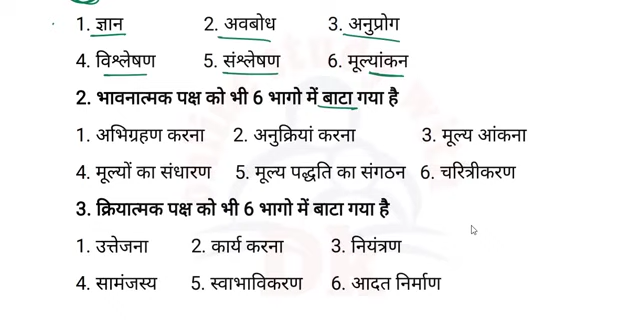 1. ज्ञान 2. अवबोध 3. अनुप्रोग
4. विश्लेषण 5. संश्लेषण 6. मूल्यांकन
2. भावनात्मक पक्ष को भी 6 भागो में बाटा गया है
1. अभिग्रहण करना 2. अनुक्रियां करना 3. मूल्य आंकना
4. मूल्यों का संधारण 5. मूल्य पद्धति का संगठन 6. चरित्रीकरण
3. क्रियात्मक पक्ष को भी 6 भागो में बाटा गया है
1. उत्तेजना 2. कार्य करना 3. नियंत्रण
4. सामंजस्य 5. स्वाभाविकरण 6. आदत निर्माण